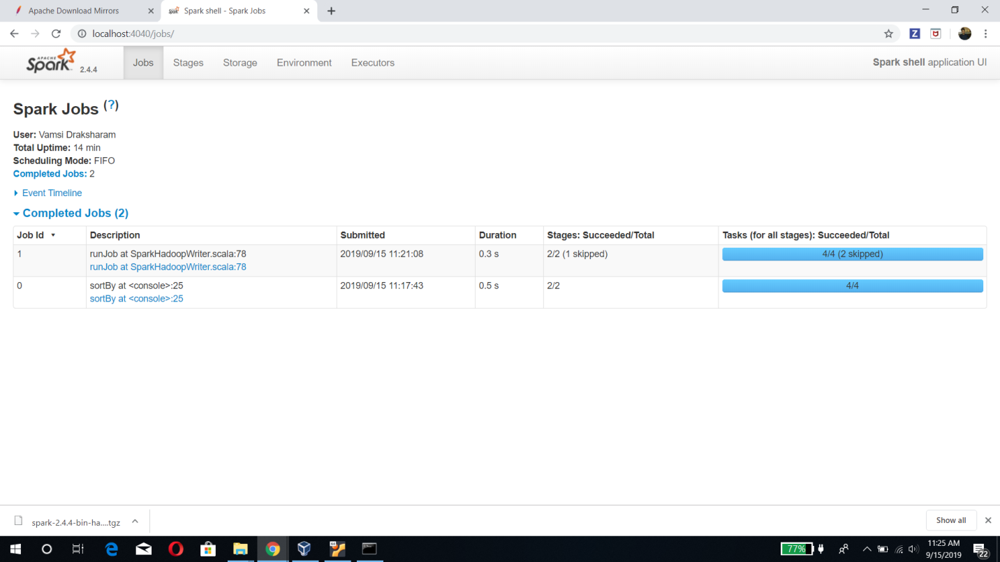 Apache Download Mirrors
Spark shell - Spark Jobs
localhost:4040/jobs/
APACHE Spark 2.4.4
Jobs Stages Storage Environment Executors
Spark shell application UI
Spark Jobs (?)
User: Vamsi Draksharam
Total Uptime: 14 min
Scheduling Mode: FIFO
Completed Jobs: 2
Event Timeline
Completed Jobs (2)
Job Id Description Submitted Duration Stages: Succeeded/Total Tasks (for all stages): Succeeded/Total
1 runJob at SparkHadoopWriter.scala:78 2019/09/15 11:21:08 0.3 s 2/2 (1 skipped) 4/4 (2 skipped)
runJob at SparkHadoopWriter.scala:78
0 sortBy at <console>:25 2019/09/15 11:17:43 0.5 s 2/2 4/4
sortBy at <console>:25
spark-2.4.4-bin-ha....tgz
Show all
77%
11:25 AM
9/15/2019
22